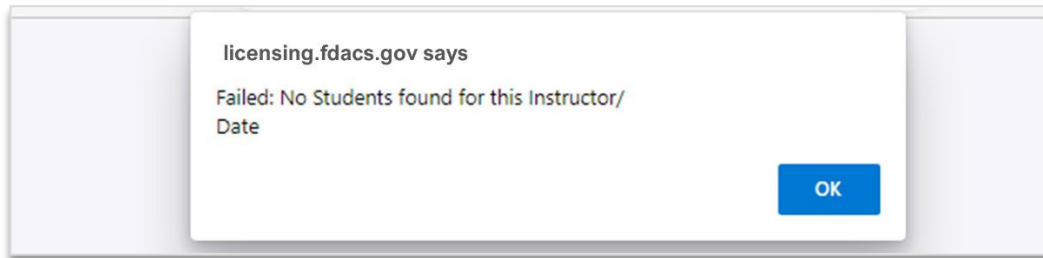 licensing.fdacs.gov says
Failed: No Students found for this Instructor/
Date
OK